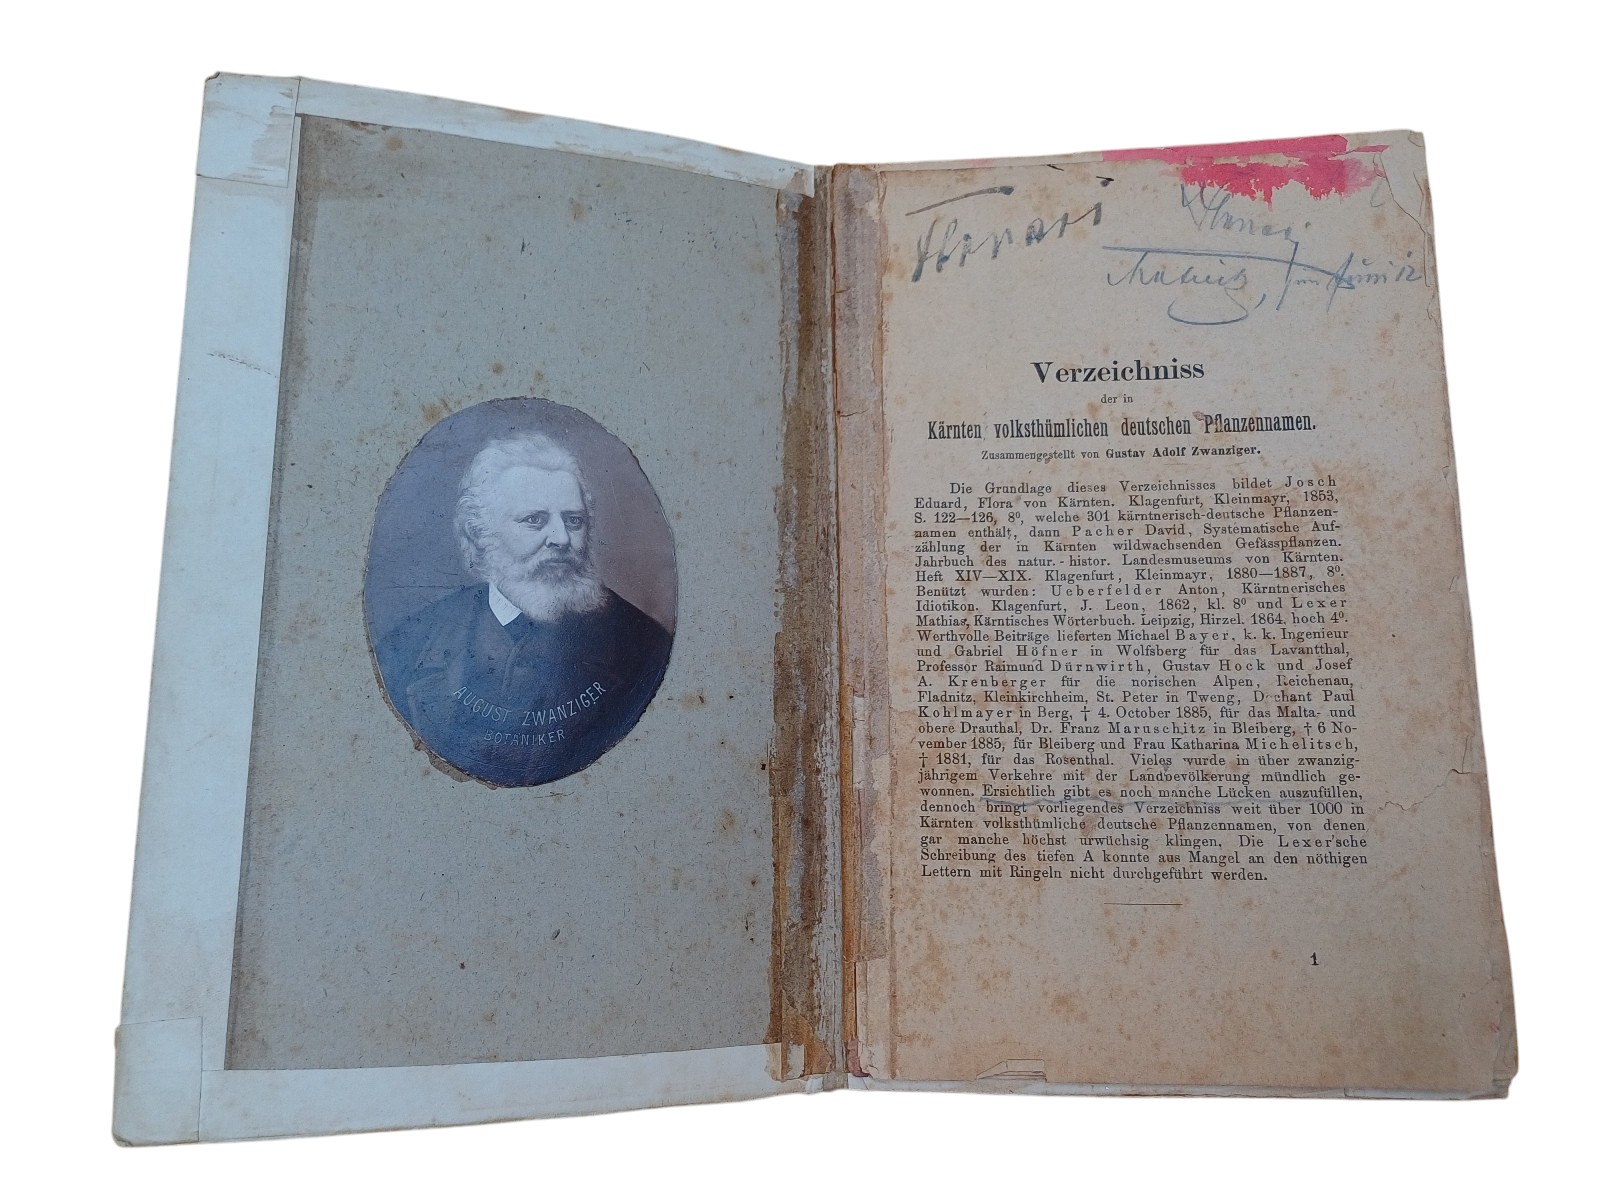 AUGUST ZWANZIGER
BOTANIKER
Juni 12
Verzeichniss
der in
Kärnten volksthümlichen deutschen Pflanzennamen.
Zusammengestellt von Gustav Adolf Zwanziger.
Die Grundlage dieses Verzeichnisses bildet Josch
Eduard, Flora von Kärnten. Klagenfurt, Kleinmayr, 1853,
S. 122—126, 8⁰, welche 301 kärntnerisch-deutsche Pflanzen-
namen enthält, dann Pacher David, Systematische Auf-
zählung der in Kärnten wildwachsenden Gefässpflanzen.
Jahrbuch des natur.-histor. Landesmuseums von Kärnten.
Heft XIV—XIX. Klagenfurt, Kleinmayr, 1880—1887, 8⁰.
Benützt wurden: Ueberfelder Anton, Kärntnerisches
Idiotikon. Klagenfurt, J. Leon, 1862, kl. 8⁰ und Lexer
Mathias, Kärntisches Wörterbuch. Leipzig, Hirzel. 1864, hoch 4⁰.
Werthvolle Beiträge lieferten Michael Bayer, k. k. Ingenieur
und Gabriel Höfner in Wolfsberg für das Lavantthal,
Professor Raimund Dürnwirth, Gustav Hock und Josef
A. Krenberger für die norischen Alpen, Reichenau,
Fladnitz, Kleinkirchheim, St. Peter in Tweng, Dechant Paul
Kohlmayer in Berg, † 4. October 1885, für das Malta- und
obere Drauthal, Dr. Franz Maruschitz in Bleiberg, † 6 No-
vember 1885, für Bleiberg und Frau Katharina Michelitsch,
† 1881, für das Rosenthal. Vieles wurde in über zwanzig-
jährigem Verkehre mit der Landbevölkerung mündlich ge-
wonnen. Ersichtlich gibt es noch manche Lücken auszufüllen,
dennoch bringt vorliegendes Verzeichniss weit über 1000 in
Kärnten volksthümliche deutsche Pflanzennamen, von denen
gar manche höchst urwüchsig klingen. Die Lexer'sche
Schreibung des tiefen A konnte aus Mangel an den nöthigen
Lettern mit Ringeln nicht durchgeführt werden.
1